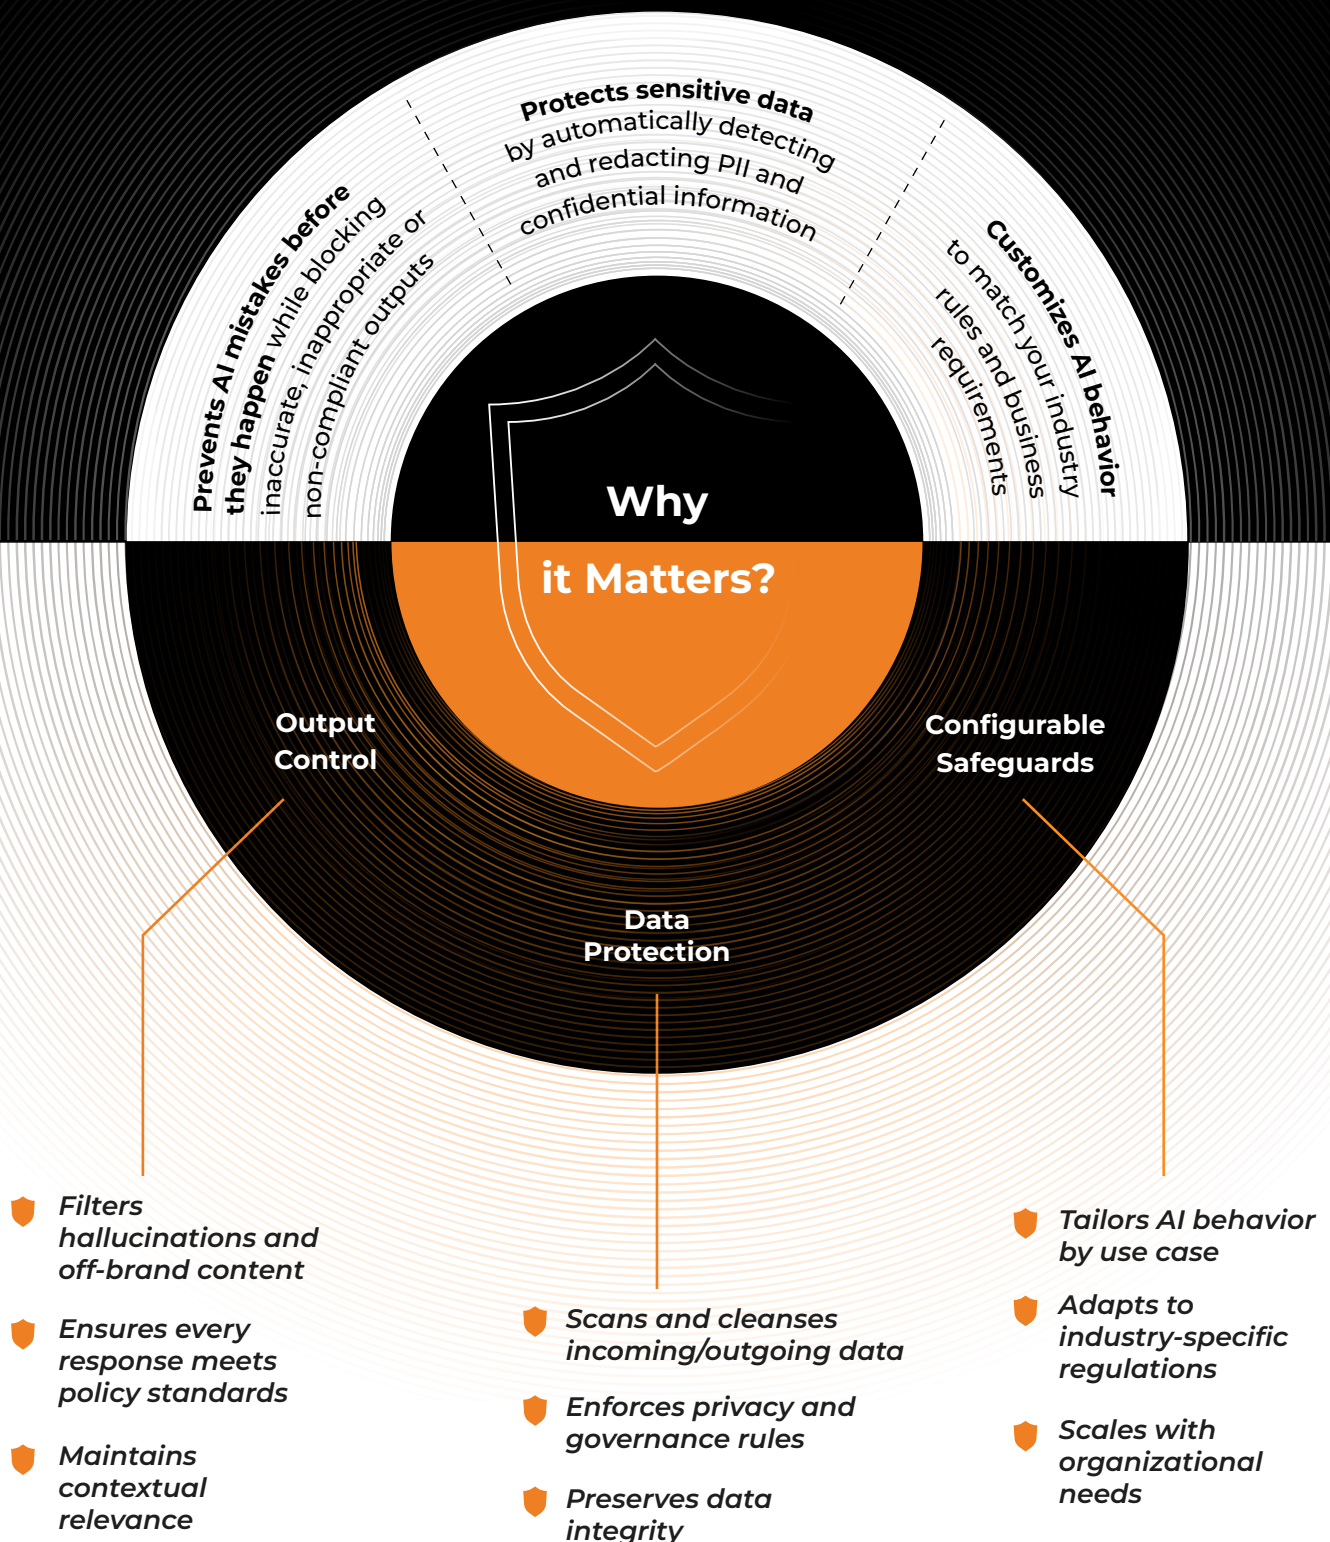 Prevents AI mistakes before
they happen while blocking
inaccurate, inappropriate or
non-compliant outputs
Protects sensitive data
by automatically detecting
and redacting PII and
confidential information
Customizes AI behavior
to match your industry
rules and business
requirements
Why
it Matters?
Output
Control
Configurable
Safeguards
Data
Protection
Filters
hallucinations and
off-brand content
Ensures every
response meets
policy standards
Maintains
contextual
relevance
Scans and cleanses
incoming/outgoing data
Enforces privacy and
governance rules
Preserves data
integrity
Tailors AI behavior
by use case
Adapts to
industry-specific
regulations
Scales with
organizational
needs